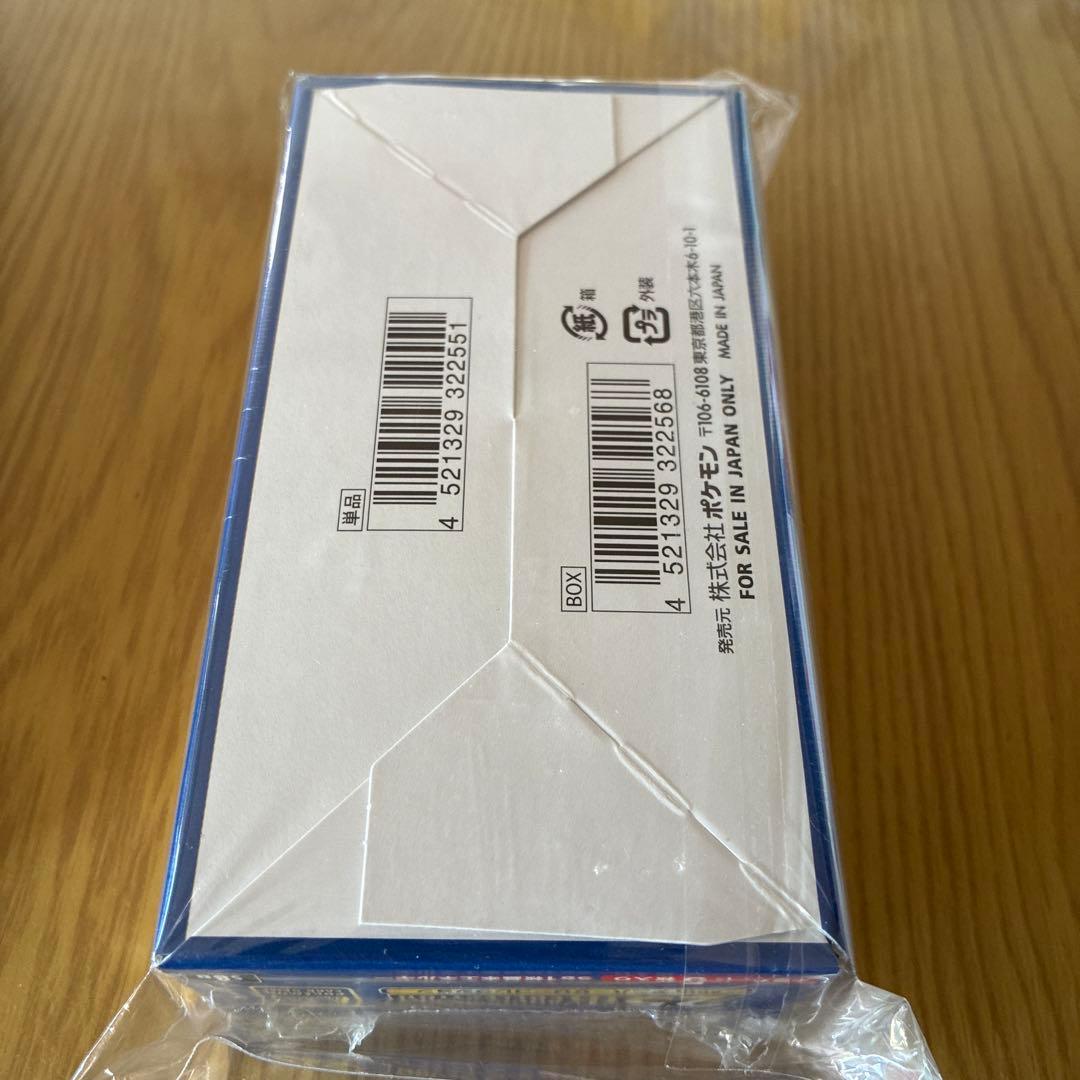 単品
4 521329 322551
紙 箱
プラ 外装
BOX
4 521329 322568
発売元 株式会社 ポケモン 〒106-6108 東京都港区六本木6-10-1
FOR SALE IN JAPAN ONLY MADE IN JAPAN